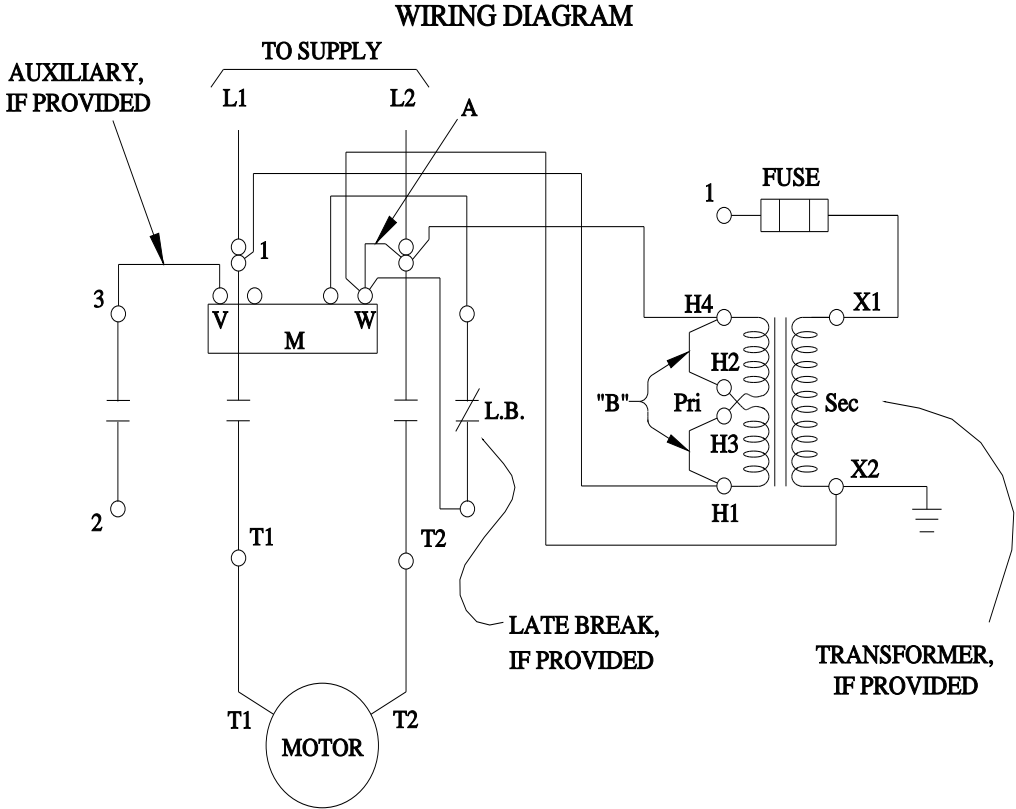 WIRING DIAGRAM
TO SUPPLY
AUXILIARY,
IF PROVIDED
L1
L2
A
FUSE
1
1
3
V
W
M
H4
X1
H2
"B"
Pri
Sec
L.B.
H3
X2
H1
2
T1
T2
LATE BREAK,
IF PROVIDED
TRANSFORMER,
IF PROVIDED
T1
T2
MOTOR